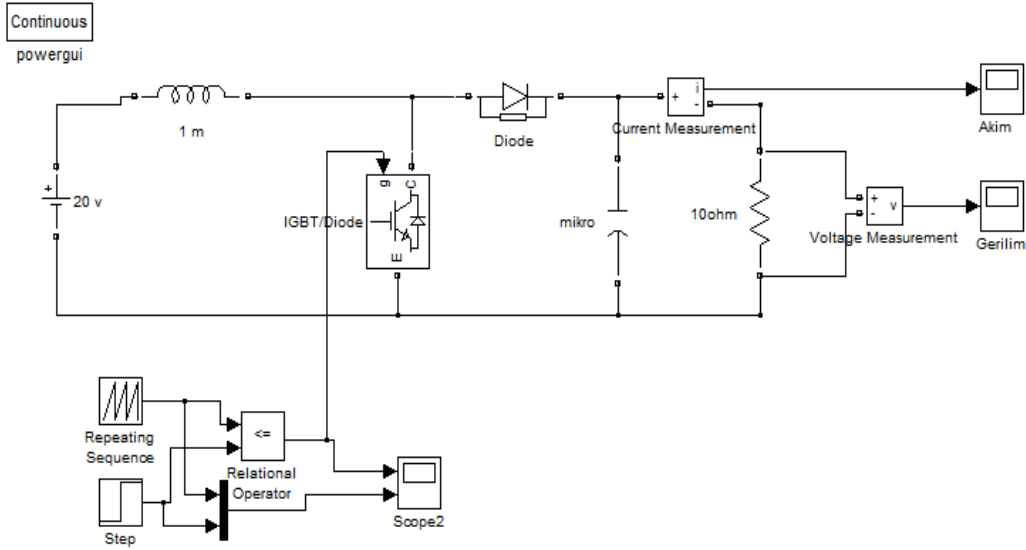 Continuous
powergui
1 m
Diode
i
+
-
Current Measurement
Akim
+
20 v
g
C
IGBT/Diode
E
mikro
10ohm
+
-
v
Voltage Measurement
Gerilim
Repeating
Sequence
<=
Relational
Operator
Step
Scope2